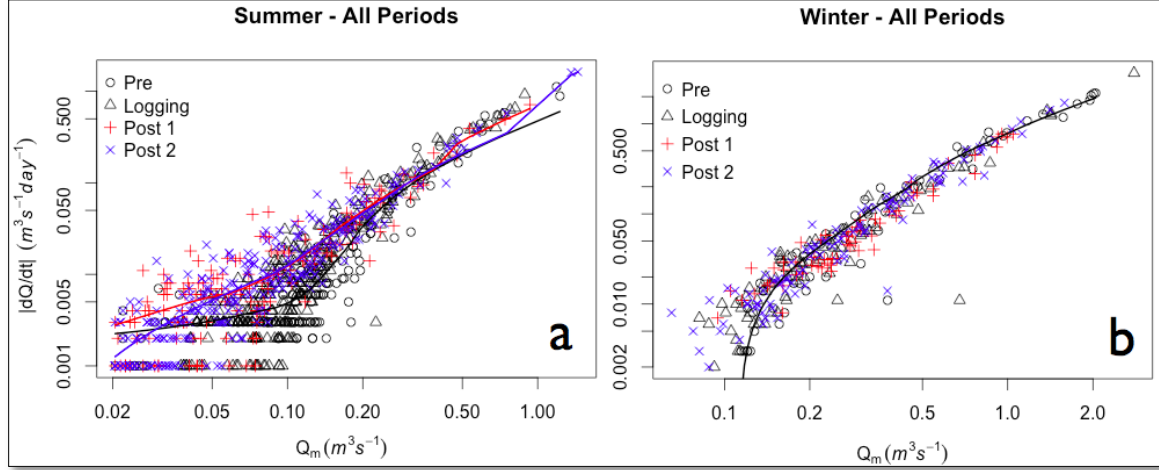 Summer - All Periods
Winter - All Periods
|dQ/dt| (m³s⁻¹day⁻¹)
0.500
0.050
0.005
0.001
Pre
Logging
Post 1
Post 2
a
0.02
0.05
0.10
0.20
0.50
1.00
Qₘ(m³s⁻¹)
0.500
0.050
0.010
0.002
Pre
Logging
Post 1
Post 2
b
0.1
0.2
0.5
1.0
2.0
Qₘ(m³s⁻¹)